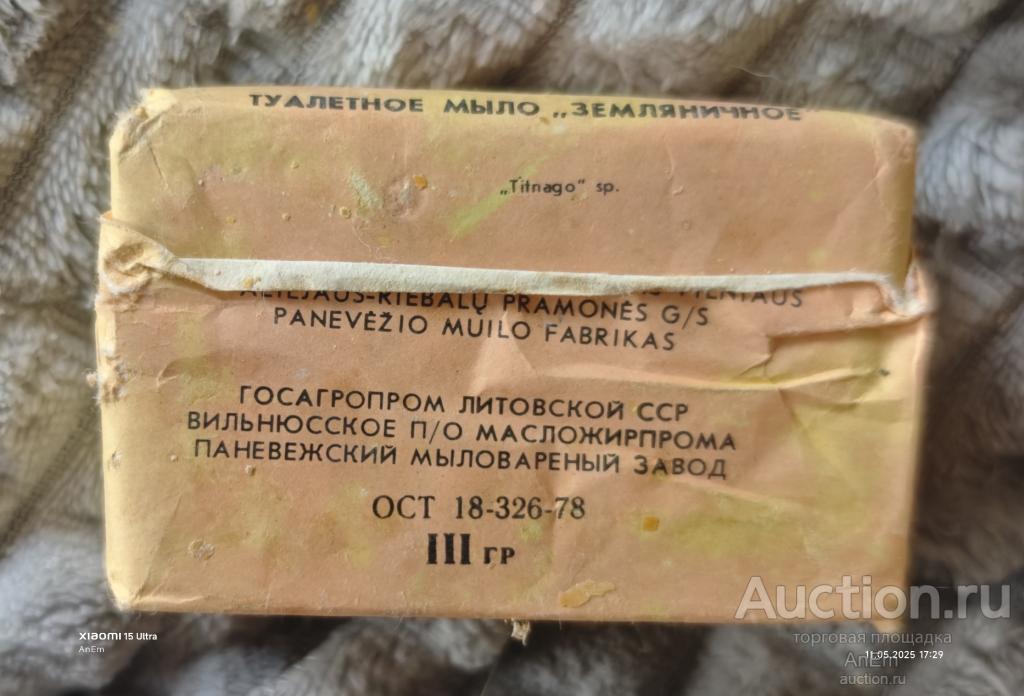 ТУАЛЕТНОЕ МЫЛО „ЗЕМЛЯНИЧНОЕ"
„Titnago" sp.
ALIEJAUS-RIEBALŲ PRAMONĖS G/S
PANEVĖŽIO MUILO FABRIKAS
ГОСАГРОПРОМ ЛИТОВСКОЙ ССР
ВИЛЬНЮССКОЕ П/О МАСЛОЖИРПРОМА
ПАНЕВЕЖСКИЙ МЫЛОВАРЕНЫЙ ЗАВОД
ОСТ 18-326-78
III ГР
Auction.ru
торговая площадка
AnEm
auction.ru
XIAOMI 15 Ultra
AnEm
11.05.2025 17:29